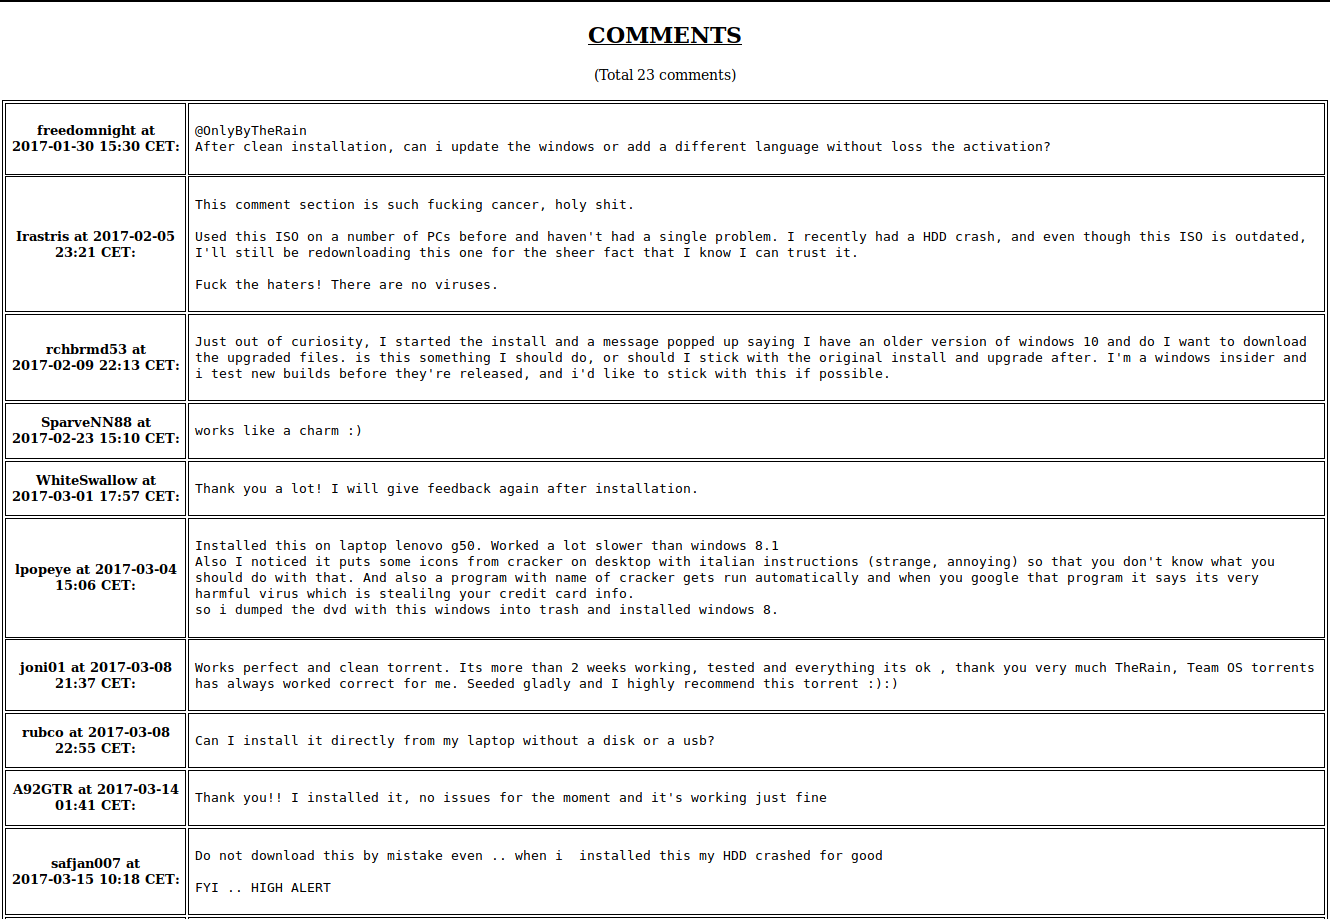 COMMENTS
(Total 23 comments)
freedomnight at
2017-01-30 15:30 CET:
@OnlyByTheRain
After clean installation, can i update the windows or add a different language without loss the activation?
Irastris at 2017-02-05
23:21 CET:
This comment section is such fucking cancer, holy shit.
Used this ISO on a number of PCs before and haven't had a single problem. I recently had a HDD crash, and even though this ISO is outdated,
I'll still be redownloading this one for the sheer fact that I know I can trust it.
Fuck the haters! There are no viruses.
rchbrmd53 at
2017-02-09 22:13 CET:
Just out of curiosity, I started the install and a message popped up saying I have an older version of windows 10 and do I want to download
the upgraded files. is this something I should do, or should I stick with the original install and upgrade after. I'm a windows insider and
i test new builds before they're released, and i'd like to stick with this if possible.
SparveNN88 at
2017-02-23 15:10 CET:
works like a charm :)
WhiteSwallow at
2017-03-01 17:57 CET:
Thank you a lot! I will give feedback again after installation.
lpopeye at 2017-03-04
15:06 CET:
Installed this on laptop lenovo g50. Worked a lot slower than windows 8.1
Also I noticed it puts some icons from cracker on desktop with italian instructions (strange, annoying) so that you don't know what you
should do with that. And also a program with name of cracker gets run automatically and when you google that program it says its very
harmful virus which is stealilng your credit card info.
so i dumped the dvd with this windows into trash and installed windows 8.
joni01 at 2017-03-08
21:37 CET:
Works perfect and clean torrent. Its more than 2 weeks working, tested and everything its ok , thank you very much TheRain, Team OS torrents
has always worked correct for me. Seeded gladly and I highly recommend this torrent :):)
rubco at 2017-03-08
22:55 CET:
Can I install it directly from my laptop without a disk or a usb?
A92GTR at 2017-03-14
01:41 CET:
Thank you!! I installed it, no issues for the moment and it's working just fine
safjan007 at
2017-03-15 10:18 CET:
Do not download this by mistake even .. when i  installed this my HDD crashed for good
FYI .. HIGH ALERT